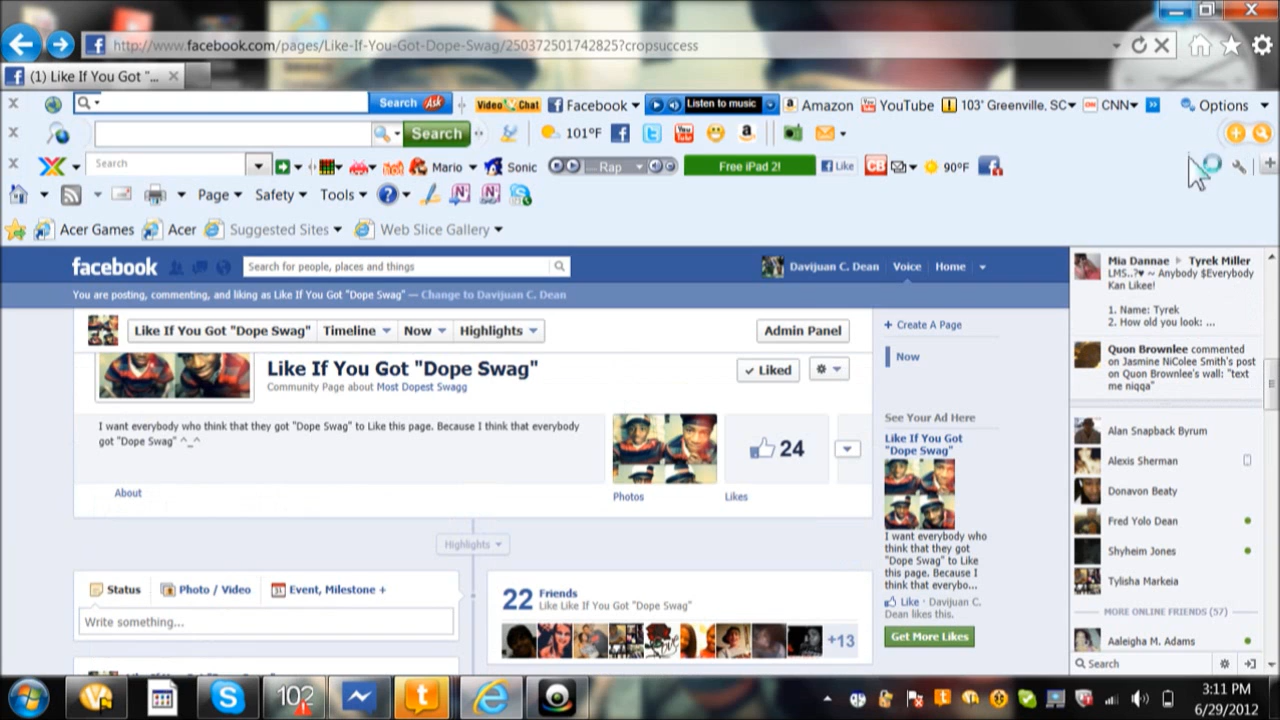 http://www.facebook.com/pages/Like-If-You-Got-Dope-Swag/250372501742825?cropsuccess
(1) Like If You Got "...
Search Ask Video Chat Facebook Listen to music Amazon YouTube 103° Greenville, SC CNN Options
Search 101°F
Search Mario Sonic Rap Free iPad 2! Like CB 90°F
Page Safety Tools
Acer Games Acer Suggested Sites Web Slice Gallery
facebook Search for people, places and things Davijuan C. Dean Voice Home
You are posting, commenting, and liking as Like If You Got "Dope Swag" — Change to Davijuan C. Dean
Like If You Got "Dope Swag" Timeline Now Highlights Admin Panel
Like If You Got "Dope Swag" Liked
Community Page about Most Dopest Swagg
I want everybody who think that they got "Dope Swag" to Like this page. Because I think that everybody
got "Dope Swag" ^_^
24
About Photos Likes
Highlights
Status Photo / Video Event, Milestone +
Write something...
22 Friends
Like Like If You Got "Dope Swag"
+13
+ Create A Page
Now
See Your Ad Here
Like If You Got
"Dope Swag"
I want everybody who
think that they got
"Dope Swag" to Like
this page. Because I
think that everybo...
Like · Davijuan C.
Dean likes this.
Get More Likes
Mia Dannae ▸ Tyrek Miller
LMS..?♥ ~ Anybody $Everybody
Kan Likee!
1. Name: Tyrek
2. How old you look: ...
Quon Brownlee commented
on Jasmine NiColee Smith's post
on Quon Brownlee's wall: "text
me niqqa"
Alan Snapback Byrum
Alexis Sherman
Donavon Beaty
Fred Yolo Dean
Shyheim Jones
Tylisha Markeia
MORE ONLINE FRIENDS (57)
Aaleigha M. Adams
Search
102
3:11 PM
6/29/2012